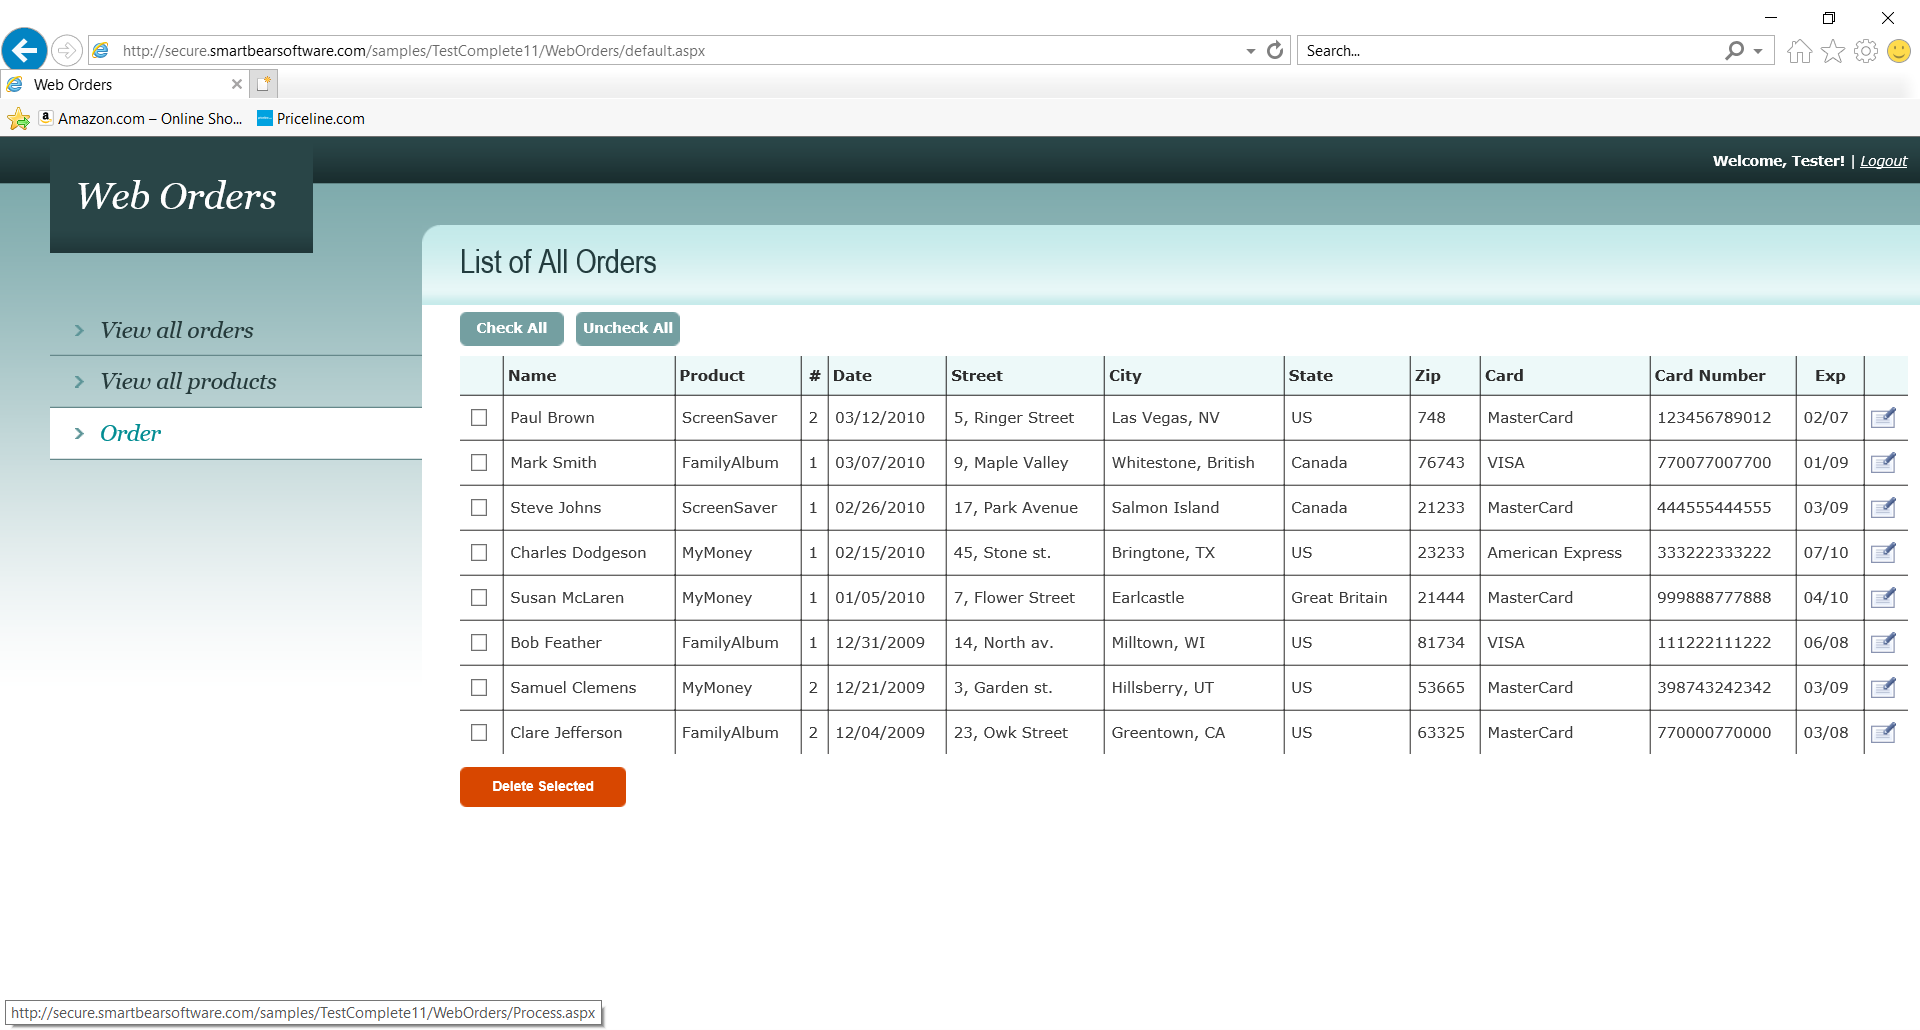 http://secure.smartbearsoftware.com/samples/TestComplete11/WebOrders/default.aspx Search...
Web Orders
Amazon.com – Online Sho... Priceline.com
Welcome, Tester! | Logout
Web Orders
List of All Orders
View all orders
View all products
Order
Check All Uncheck All
Name Product # Date Street City State Zip Card Card Number Exp
Paul Brown ScreenSaver 2 03/12/2010 5, Ringer Street Las Vegas, NV US 748 MasterCard 123456789012 02/07
Mark Smith FamilyAlbum 1 03/07/2010 9, Maple Valley Whitestone, British Canada 76743 VISA 770077007700 01/09
Steve Johns ScreenSaver 1 02/26/2010 17, Park Avenue Salmon Island Canada 21233 MasterCard 444555444555 03/09
Charles Dodgeson MyMoney 1 02/15/2010 45, Stone st. Bringtone, TX US 23233 American Express 333222333222 07/10
Susan McLaren MyMoney 1 01/05/2010 7, Flower Street Earlcastle Great Britain 21444 MasterCard 999888777888 04/10
Bob Feather FamilyAlbum 1 12/31/2009 14, North av. Milltown, WI US 81734 VISA 111222111222 06/08
Samuel Clemens MyMoney 2 12/21/2009 3, Garden st. Hillsberry, UT US 53665 MasterCard 398743242342 03/09
Clare Jefferson FamilyAlbum 2 12/04/2009 23, Owk Street Greentown, CA US 63325 MasterCard 770000770000 03/08
Delete Selected
http://secure.smartbearsoftware.com/samples/TestComplete11/WebOrders/Process.aspx